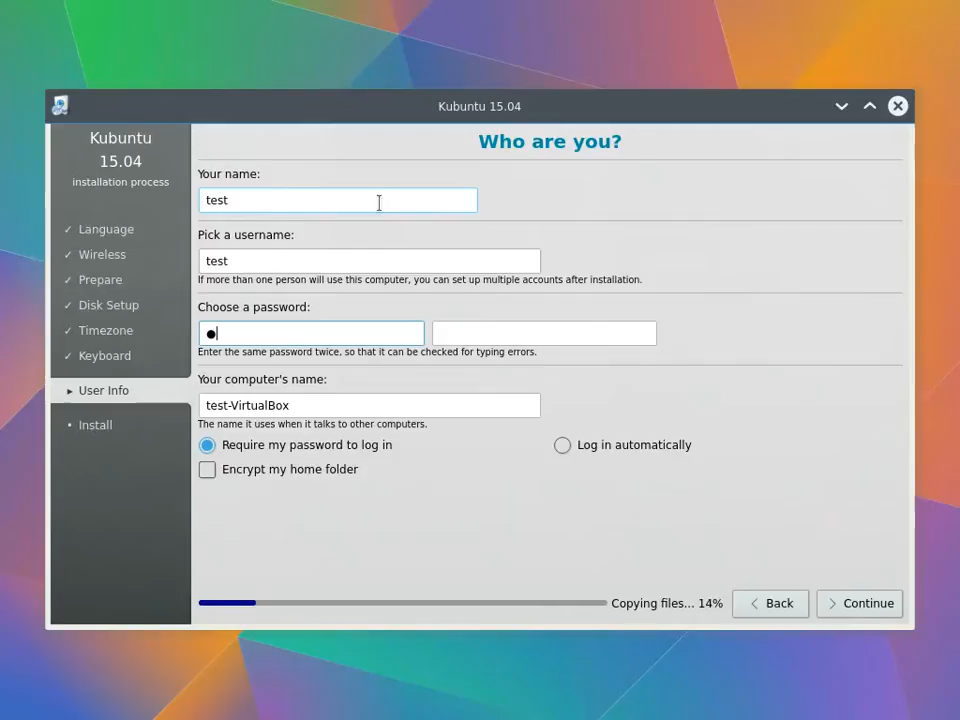 Kubuntu 15.04
Kubuntu
15.04
installation process
✓ Language
✓ Wireless
✓ Prepare
✓ Disk Setup
✓ Timezone
✓ Keyboard
▸ User Info
• Install
Who are you?
Your name:
test
Pick a username:
test
If more than one person will use this computer, you can set up multiple accounts after installation.
Choose a password:
●
Enter the same password twice, so that it can be checked for typing errors.
Your computer's name:
test-VirtualBox
The name it uses when it talks to other computers.
Require my password to log in Log in automatically
Encrypt my home folder
Copying files... 14% Back Continue